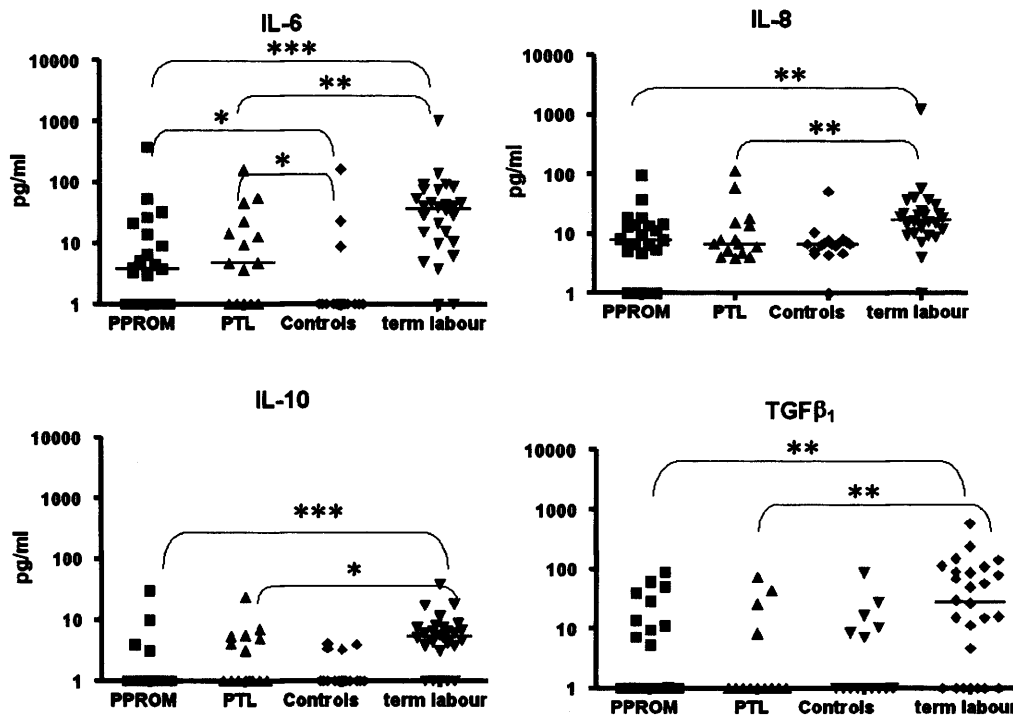 IL-6
***
10000
**
1000
*
pg/ml
100
*
10
1
PPROM PTL Controls term labour
IL-8
10000
**
1000
**
pg/ml
100
10
1
PPROM PTL Controls term labour
IL-10
10000
1000
***
pg/ml
100
*
10
1
PPROM PTL Controls term labour
TGFβ₁
10000
**
**
1000
100
10
1
PPROM PTL Controls term labour